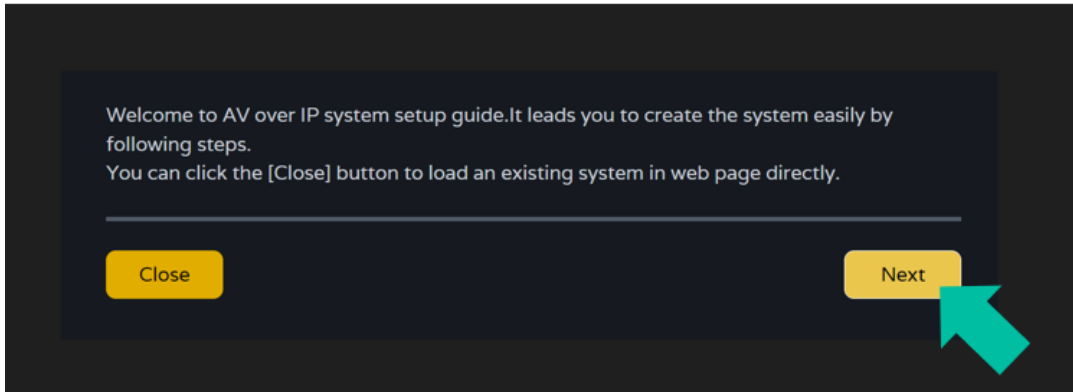 Welcome to AV over IP system setup guide.It leads you to create the system easily by
following steps.
You can click the [Close] button to load an existing system in web page directly.
Close
Next